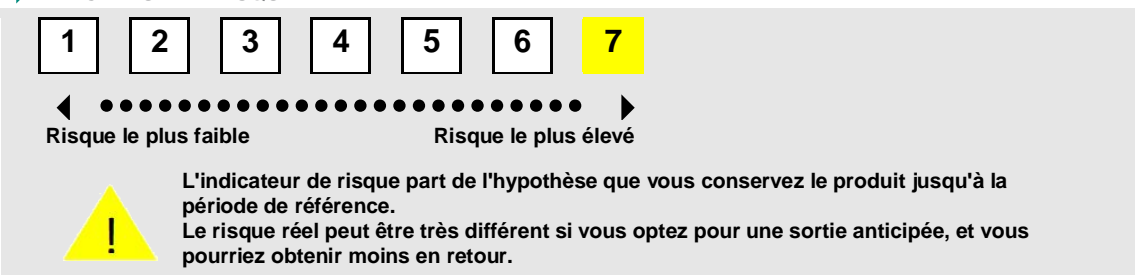 1 2 3 4 5 6 7
Risque le plus faible Risque le plus élevé
L'indicateur de risque part de l'hypothèse que vous conservez le produit jusqu'à la
période de référence.
Le risque réel peut être très différent si vous optez pour une sortie anticipée, et vous
pourriez obtenir moins en retour.
!